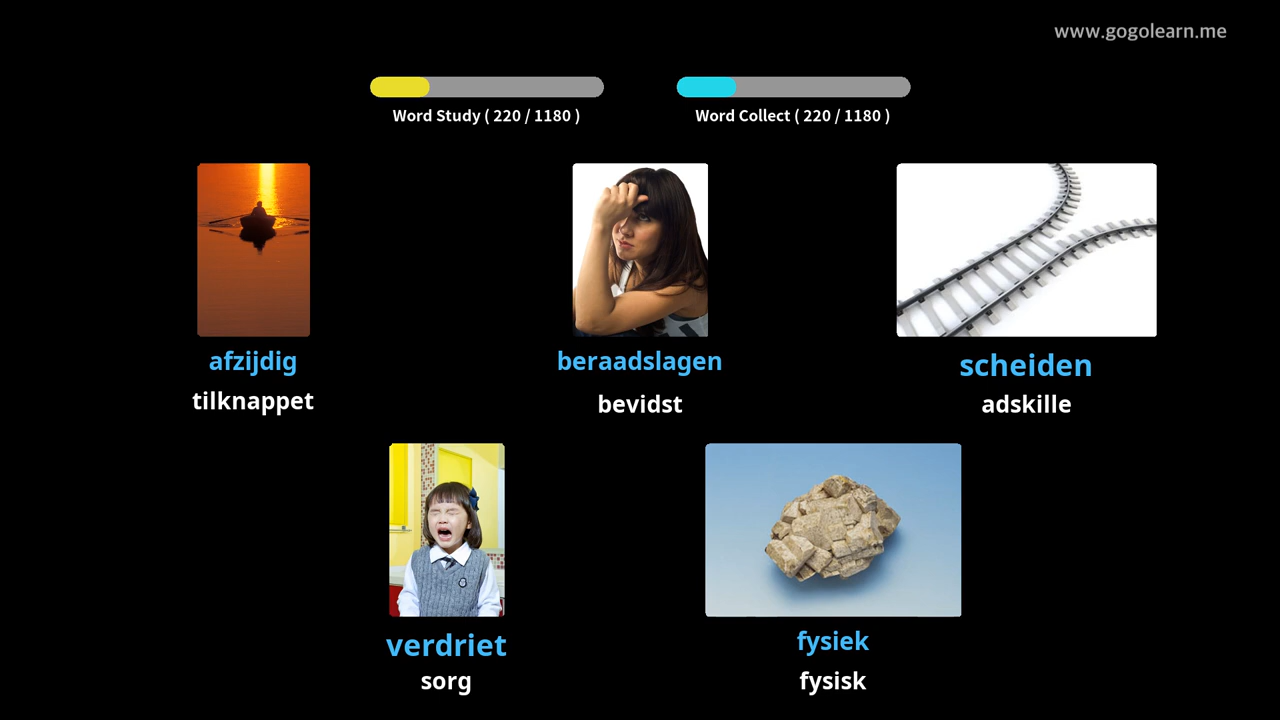 www.gogolearn.me
Word Study ( 220 / 1180 )
Word Collect ( 220 / 1180 )
afzijdig
tilknappet
beraadslagen
bevidst
scheiden
adskille
verdriet
sorg
fysiek
fysisk